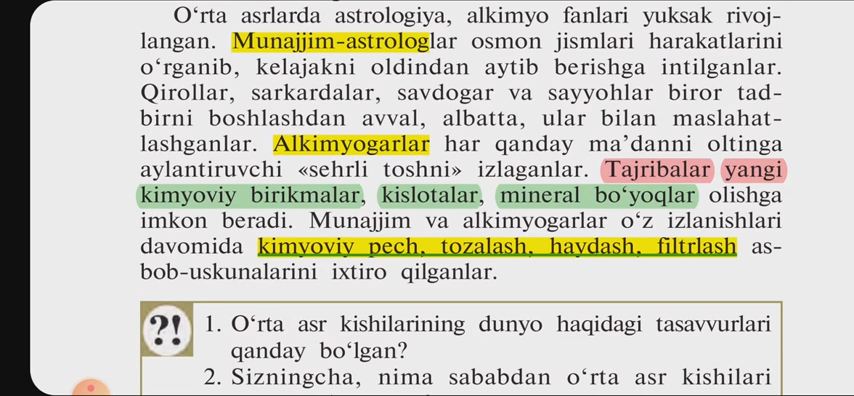 O‘rta asrlarda astrologiya, alkimyo fanlari yuksak rivoj-
langan. Munajjim-astrologlar osmon jismlari harakatlarini
o‘rganib, kelajakni oldindan aytib berishga intilganlar.
Qirollar, sarkardalar, savdogar va sayyohlar biror tad-
birni boshlashdan avval, albatta, ular bilan maslahat-
lashganlar. Alkimyogarlar har qanday ma’danni oltinga
aylantiruvchi «sehrli toshni» izlaganlar. Tajribalar yangi
kimyoviy birikmalar, kislotalar, mineral bo‘yoqlar olishga
imkon beradi. Munajjim va alkimyogarlar o‘z izlanishlari
davomida kimyoviy pech, tozalash, haydash, filtrlash as-
bob-uskunalarini ixtiro qilganlar.
?! 1. O‘rta asr kishilarining dunyo haqidagi tasavvurlari
qanday bo‘lgan?
2. Sizningcha, nima sababdan o‘rta asr kishilari